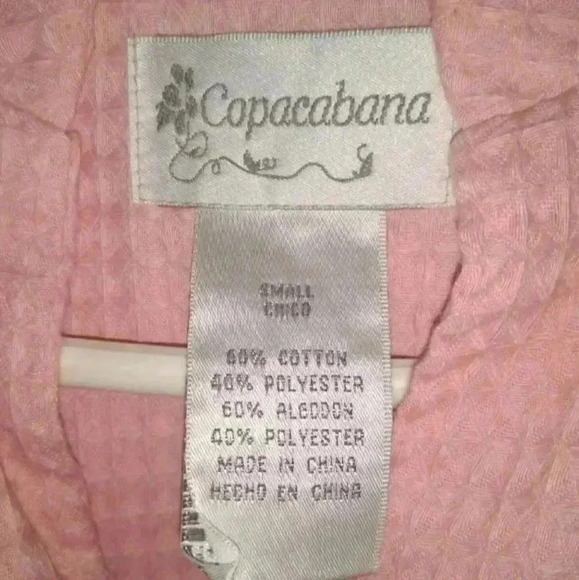 Copacabana
SMALL
CHICO
60% COTTON
40% POLYESTER
60% ALGODON
40% POLYESTER
MADE IN CHINA
HECHO EN CHINA